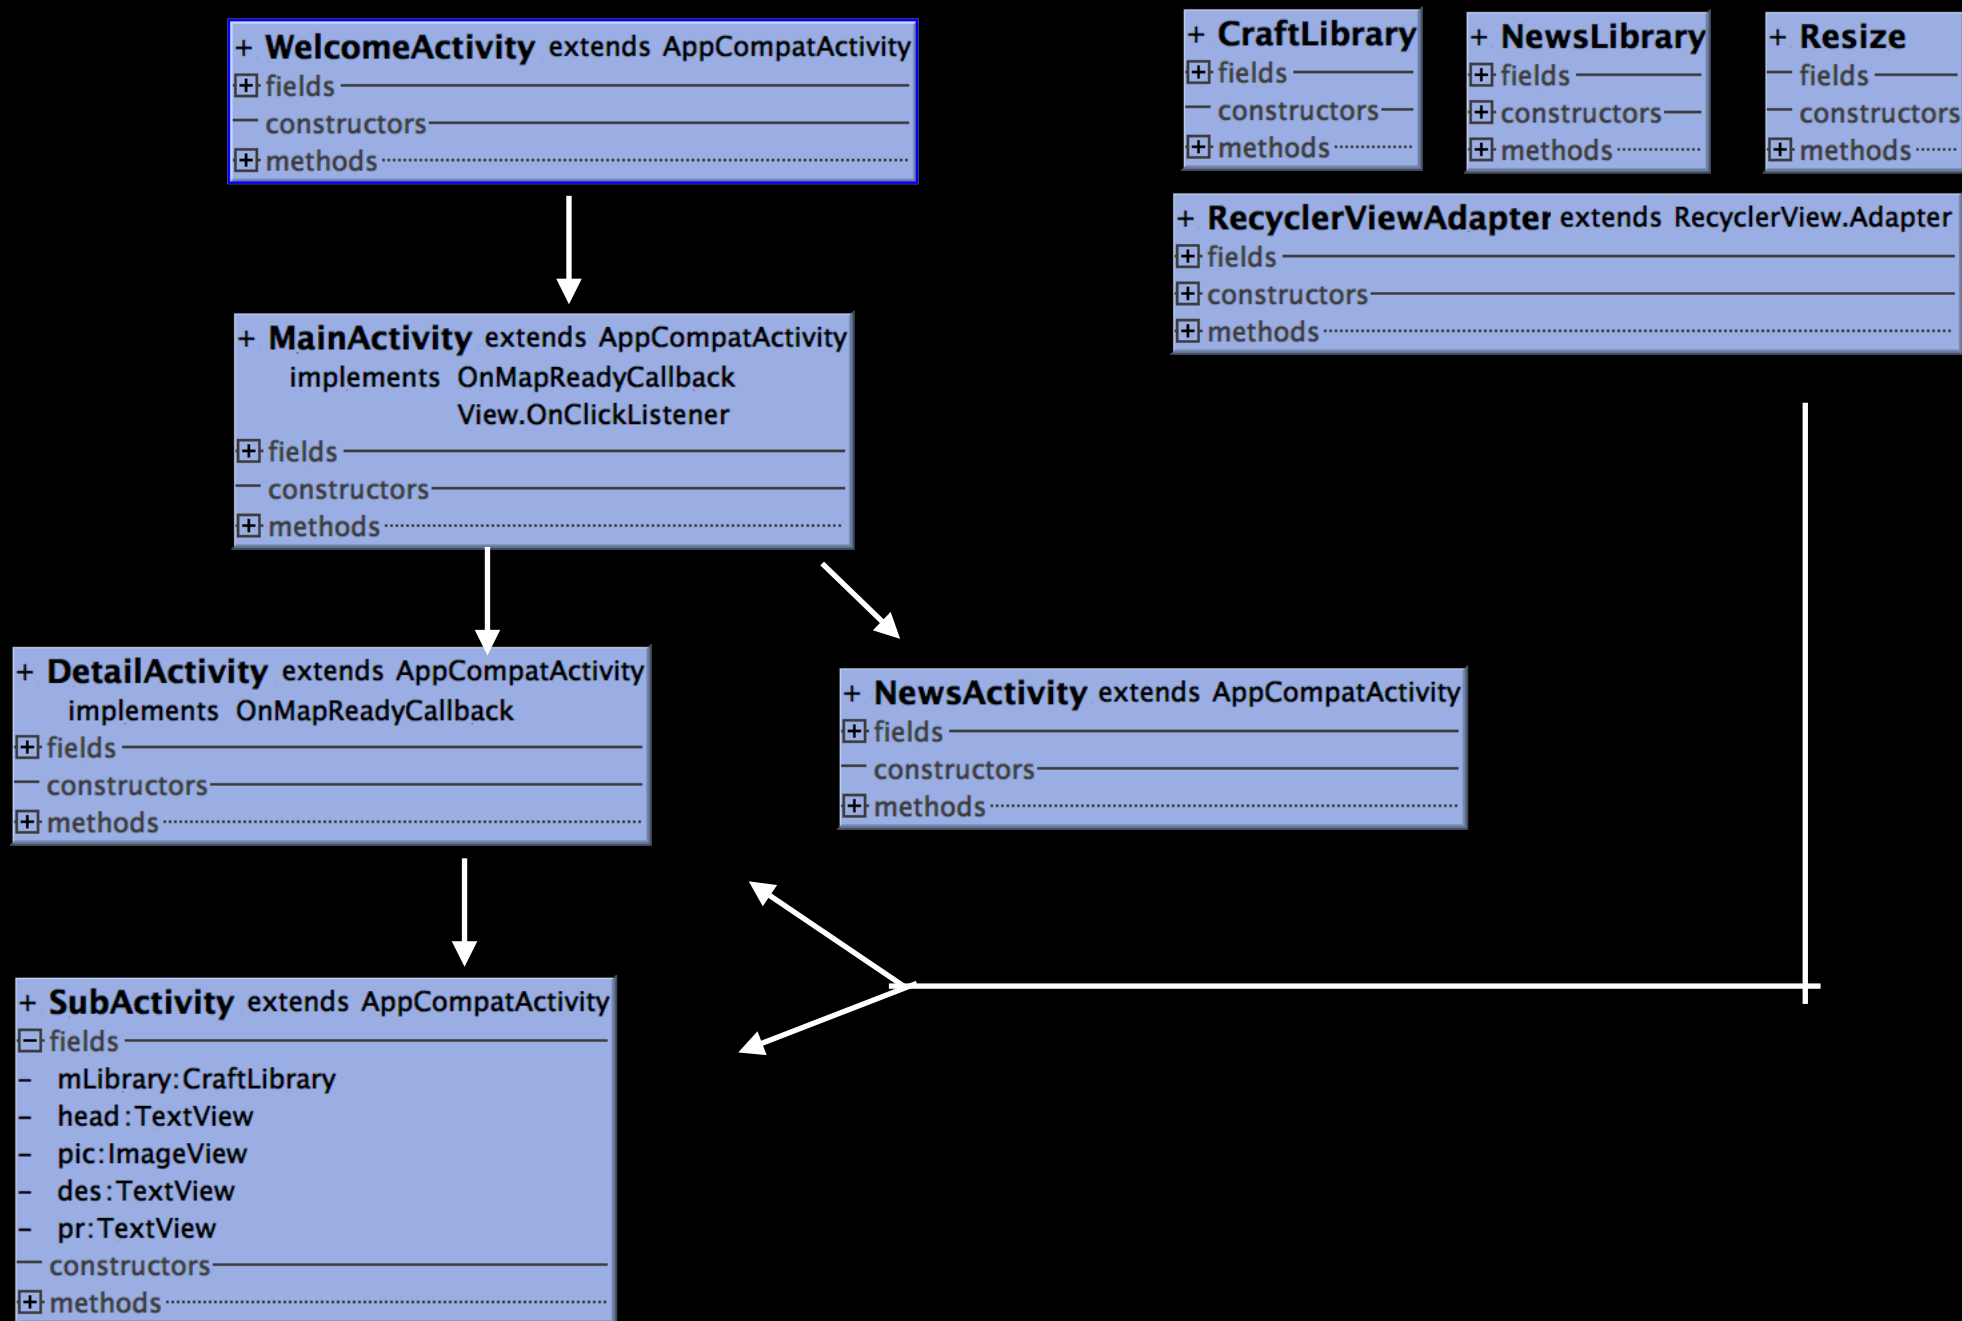 + WelcomeActivity extends AppCompatActivity
+ fields
constructors
+ methods
+ CraftLibrary
+ fields
constructors
+ methods
+ NewsLibrary
+ fields
+ constructors
+ methods
+ Resize
fields
constructors
+ methods
+ RecyclerViewAdapter extends RecyclerView.Adapter
+ fields
+ constructors
+ methods
+ MainActivity extends AppCompatActivity
implements OnMapReadyCallback
View.OnClickListener
+ fields
constructors
+ methods
+ DetailActivity extends AppCompatActivity
implements OnMapReadyCallback
+ fields
constructors
+ methods
+ NewsActivity extends AppCompatActivity
+ fields
constructors
+ methods
+ SubActivity extends AppCompatActivity
- fields
- mLibrary:CraftLibrary
- head:TextView
- pic:ImageView
- des:TextView
- pr:TextView
constructors
+ methods